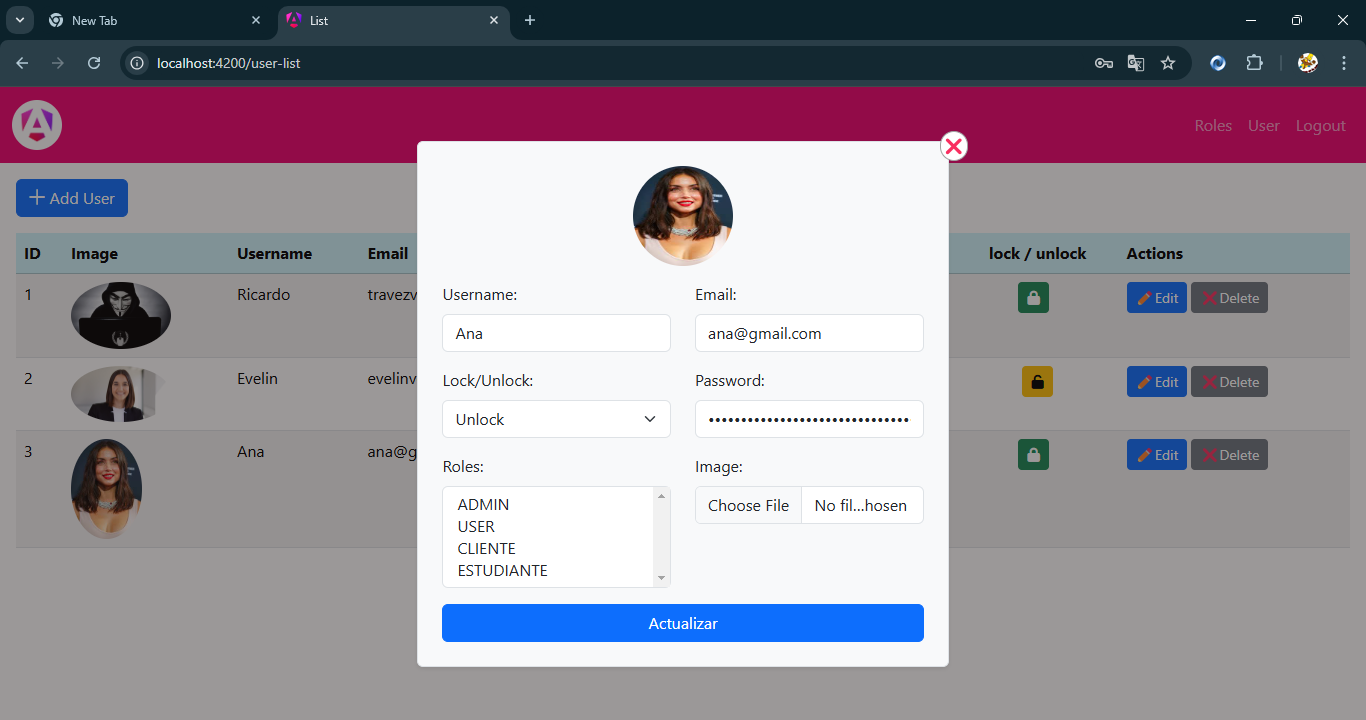 New Tab
List
localhost:4200/user-list
Roles User Logout
Add User
ID Image Username Email lock / unlock Actions
1 Ricardo travezv Edit Delete
2 Evelin evelinv Edit Delete
3 Ana ana@g Edit Delete
Username: Email:
Ana ana@gmail.com
Lock/Unlock: Password:
Unlock •••••••••••••••••••••••••••••••
Roles: Image:
ADMIN
USER
CLIENTE
ESTUDIANTE
Choose File No fil...hosen
Actualizar